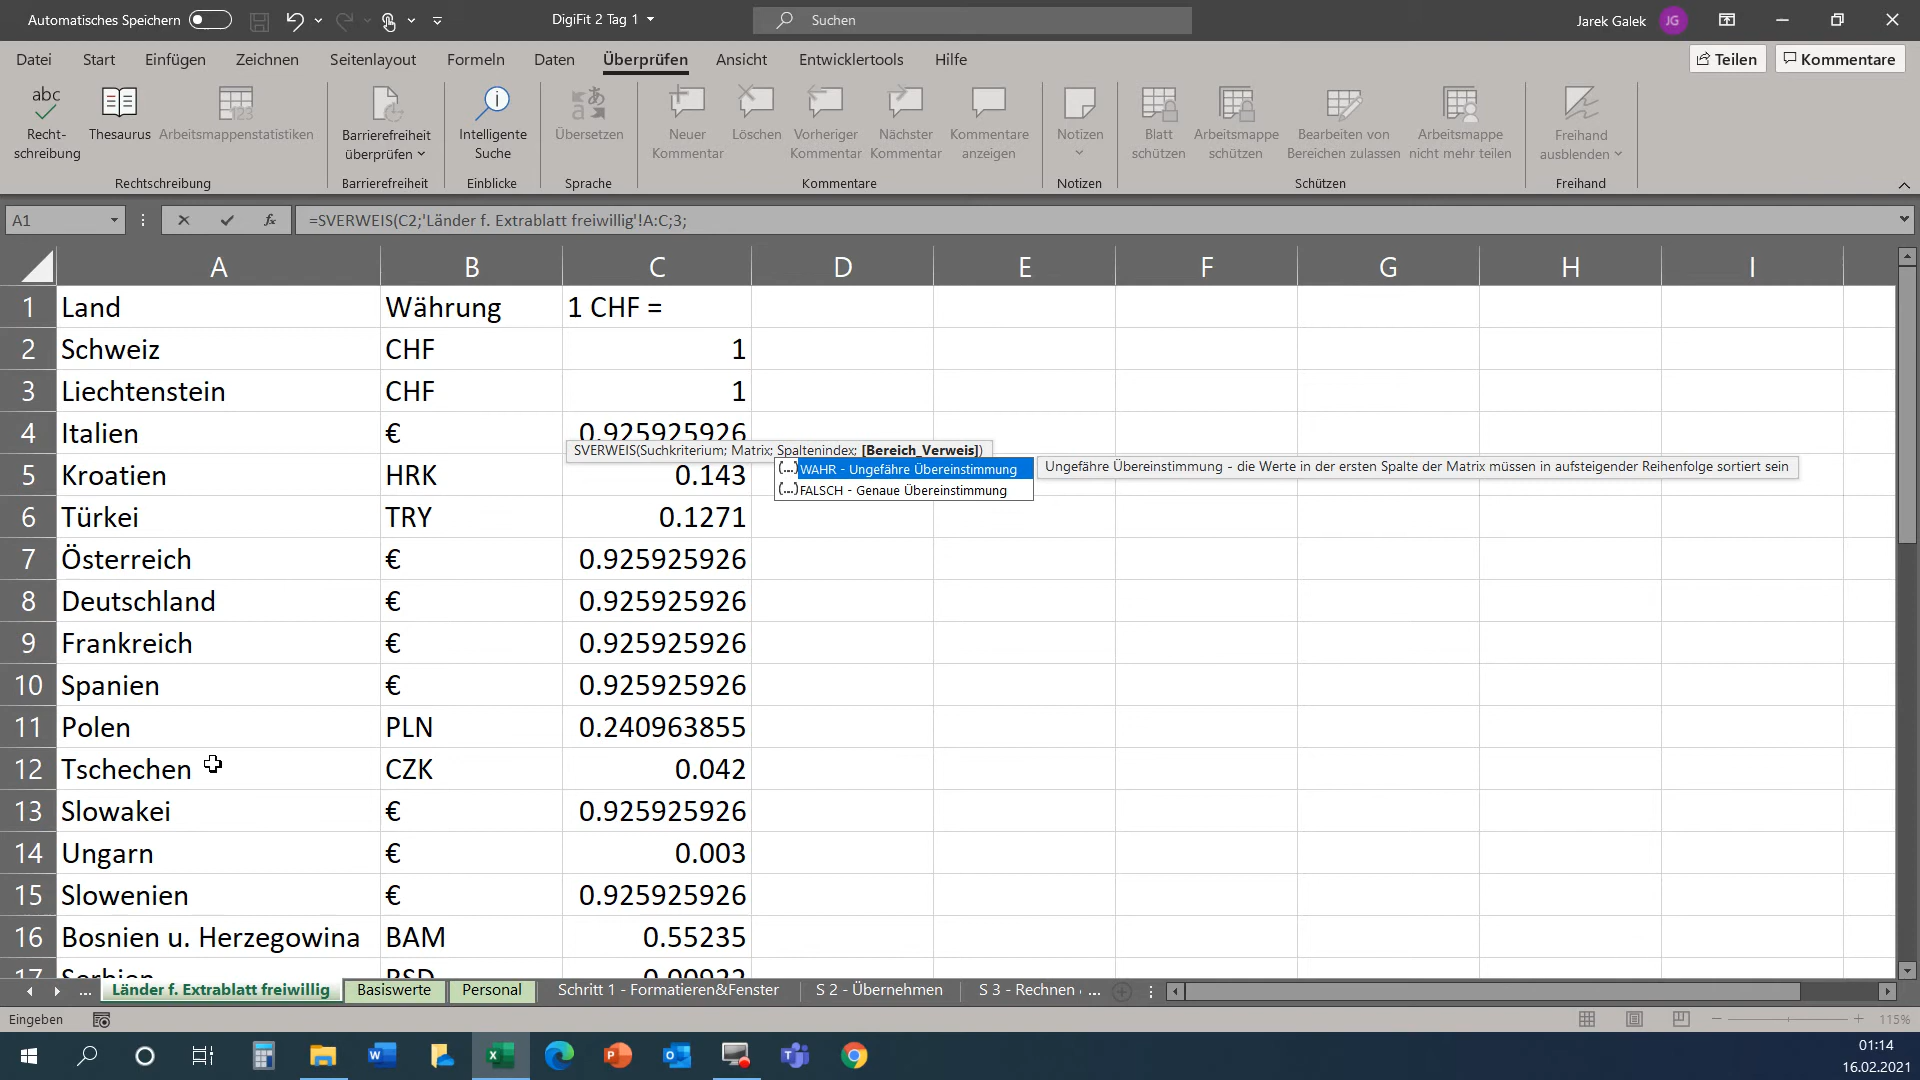 Automatisches Speichern
DigiFit 2 Tag 1
Suchen
Jarek Galek
JG
Datei Start Einfügen Zeichnen Seitenlayout Formeln Daten Überprüfen Ansicht Entwicklertools Hilfe
Teilen Kommentare
Recht-
schreibung
Thesaurus
Arbeitsmappenstatistiken
Rechtschreibung
Barrierefreiheit
überprüfen
Barrierefreiheit
Intelligente
Suche
Einblicke
Übersetzen
Sprache
Neuer
Kommentar
Löschen
Vorheriger
Kommentar
Nächster
Kommentar
Kommentare
anzeigen
Kommentare
Notizen
Notizen
Blatt
schützen
Arbeitsmappe
schützen
Bearbeiten von
Bereichen zulassen
Arbeitsmappe
nicht mehr teilen
Schützen
Freihand
ausblenden
Freihand
A1
fx
=SVERWEIS(C2;'Länder f. Extrablatt freiwillig'!A:C;3;
A B C D E F G H I
1 Land Währung 1 CHF =
2 Schweiz CHF 1
3 Liechtenstein CHF 1
4 Italien € 0.925925926
SVERWEIS(Suchkriterium; Matrix; Spaltenindex; [Bereich_Verweis])
WAHR - Ungefähre Übereinstimmung
Ungefähre Übereinstimmung - die Werte in der ersten Spalte der Matrix müssen in aufsteigender Reihenfolge sortiert sein
FALSCH - Genaue Übereinstimmung
5 Kroatien HRK 0.143
6 Türkei TRY 0.1271
7 Österreich € 0.925925926
8 Deutschland € 0.925925926
9 Frankreich € 0.925925926
10 Spanien € 0.925925926
11 Polen PLN 0.240963855
12 Tschechen CZK 0.042
13 Slowakei € 0.925925926
14 Ungarn € 0.003
15 Slowenien € 0.925925926
16 Bosnien u. Herzegowina BAM 0.55235
17 Serbien RSD 0.00922
... Länder f. Extrablatt freiwillig Basiswerte Personal Schritt 1 - Formatieren&Fenster S 2 - Übernehmen S 3 - Rechnen ...
Eingeben
115%
01:14
16.02.2021